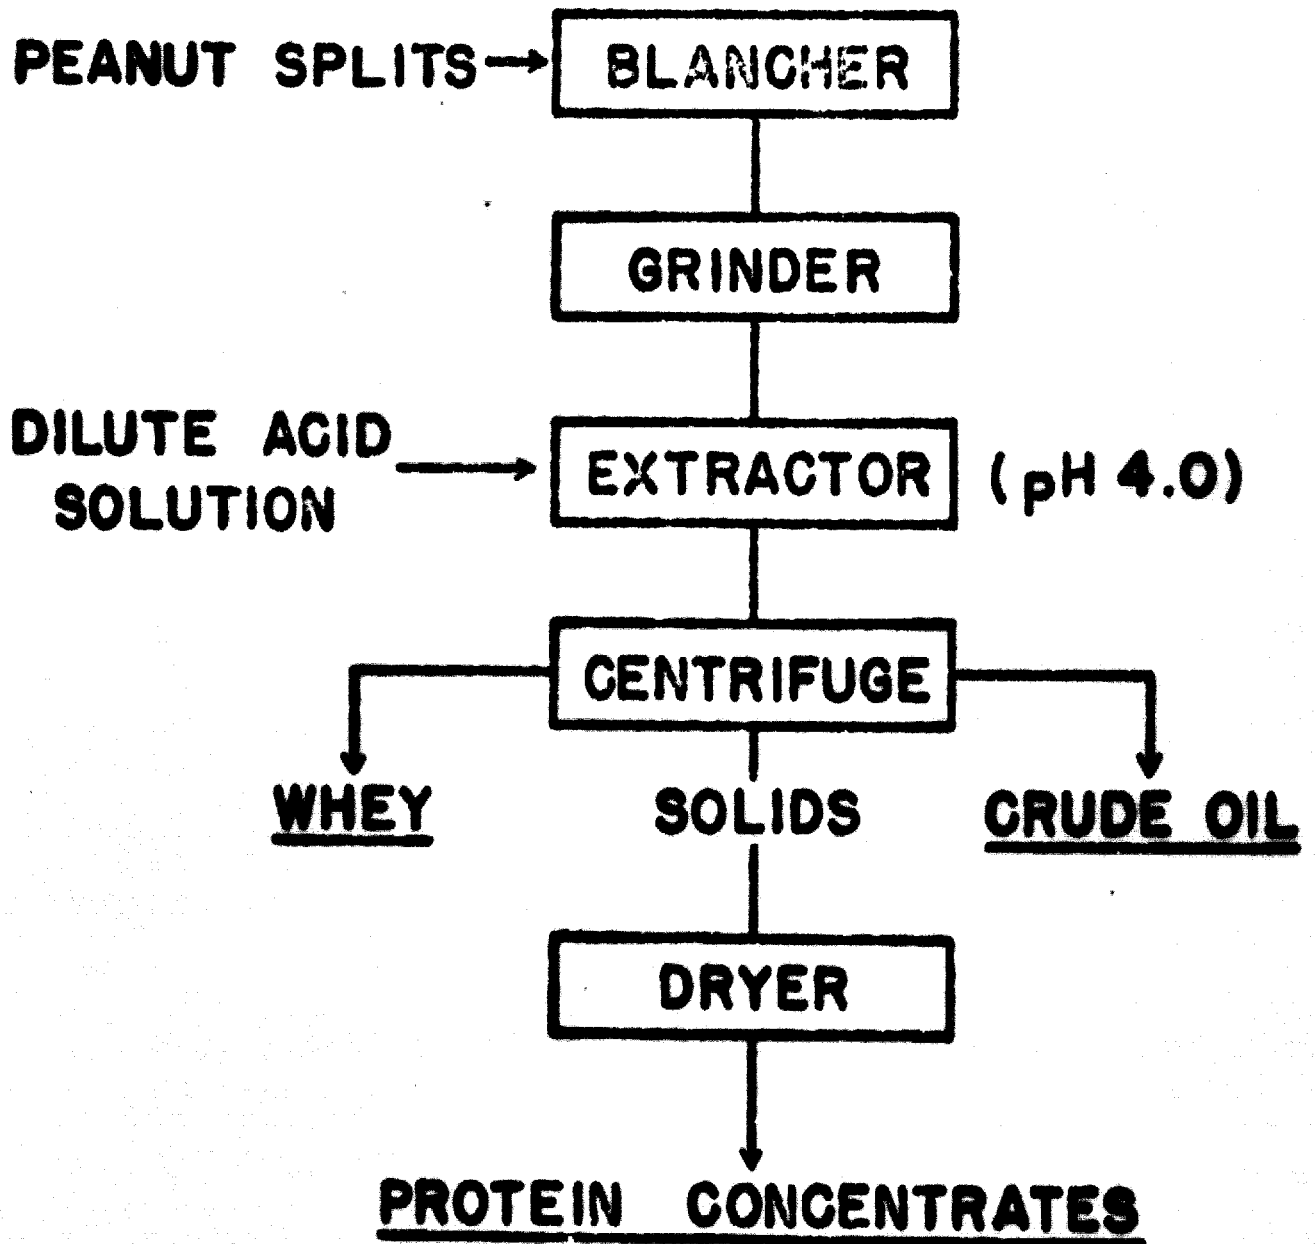 PEANUT SPLITS
BLANCHER
GRINDER
DILUTE ACID
SOLUTION
EXTRACTOR
(pH 4.0)
CENTRIFUGE
WHEY
SOLIDS
CRUDE OIL
DRYER
PROTEIN CONCENTRATES